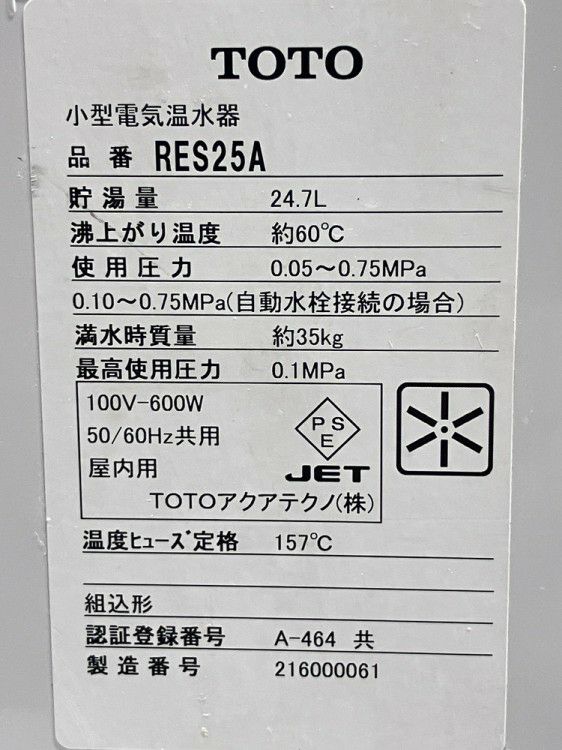 TOTO
小型電気温水器
品番 RES25A
貯湯量 24.7L
沸上がり温度 約60℃
使用圧力 0.05～0.75MPa
0.10～0.75MPa(自動水栓接続の場合)
満水時質量 約35kg
最高使用圧力 0.1MPa
100V-600W
50/60Hz共用
屋内用
PSE
JET
TOTOアクアテクノ(株)
温度ヒューズ定格 157℃
組込形
認証登録番号 A-464 共
製造番号 216000061